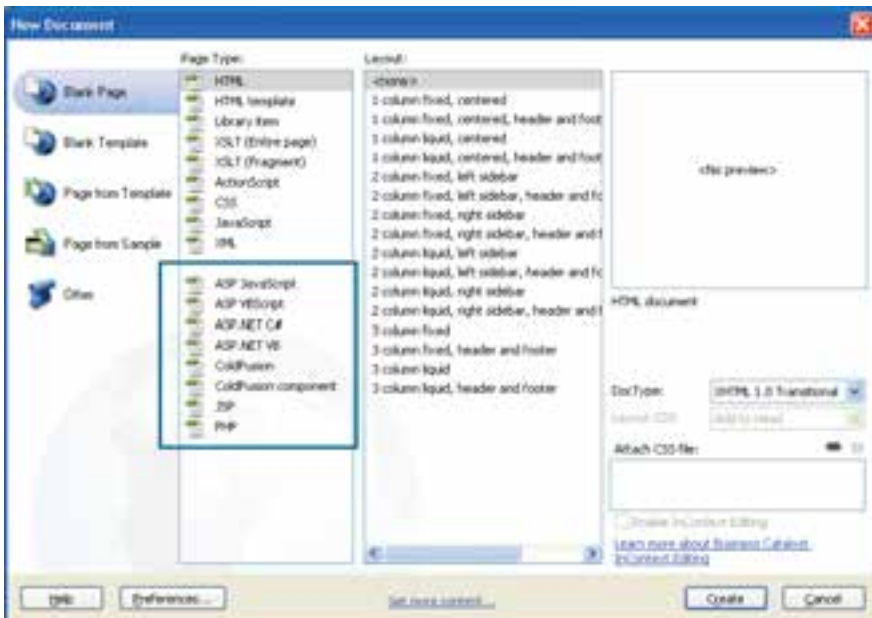 New Document
Blank Page
Blank Template
Page from Template
Page from Sample
Other
Page Type:
HTML
HTML template
Library item
XSLT (Entire page)
XSLT (Fragment)
ActionScript
CSS
JavaScript
XML
ASP JavaScript
ASP VBScript
ASP.NET C#
ASP.NET VB
ColdFusion
ColdFusion component
JSP
PHP
Layout:
<none>
1 column fixed, centered
1 column fixed, centered, header and foot
1 column liquid, centered
1 column liquid, centered, header and foot
2 column fixed, left sidebar
2 column fixed, left sidebar, header and fo
2 column fixed, right sidebar
2 column fixed, right sidebar, header and f
2 column liquid, left sidebar
2 column liquid, left sidebar, header and fo
2 column liquid, right sidebar
2 column liquid, right sidebar, header and f
3 column fixed
3 column fixed, header and footer
3 column liquid
3 column liquid, header and footer
<No preview>
HTML document
DocType: XHTML 1.0 Transitional
Layout CSS: Add to Head
Attach CSS file:
Enable InContext Editing
Learn more about Business Catalyst
InContext Editing
Help
Preferences...
Get more content...
Create
Cancel